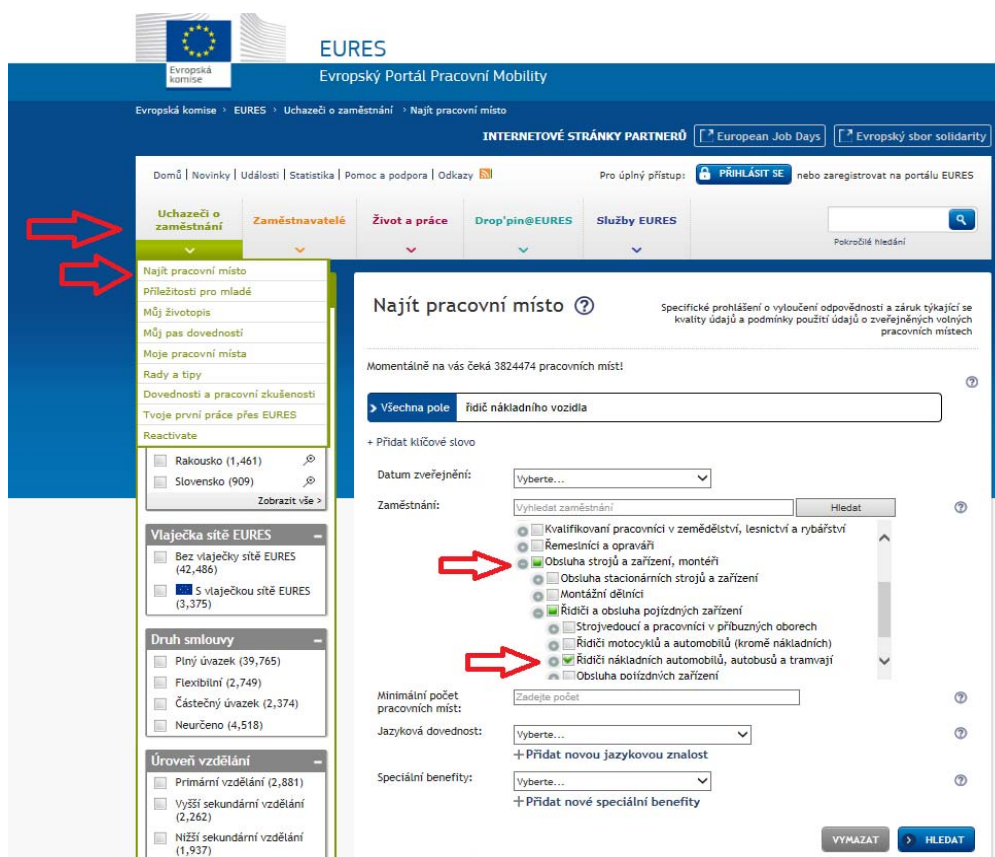 EURES
Evropská
komise
Evropský Portál Pracovní Mobility
Evropská komise > EURES > Uchazeči o zaměstnání > Najít pracovní místo
INTERNETOVÉ STRÁNKY PARTNERŮ European Job Days Evropský sbor solidarity
Domů | Novinky | Události | Statistika | Pomoc a podpora | Odkazy
Pro úplný přístup: PŘIHLÁSIT SE nebo zaregistrovat na portálu EURES
Uchazeči o
zaměstnání
Zaměstnavatelé
Život a práce
Drop'pin@EURES
Služby EURES
Pokročilé hledání
Najít pracovní místo
Příležitosti pro mladé
Můj životopis
Můj pas dovedností
Moje pracovní místa
Rady a tipy
Dovednosti a pracovní zkušenosti
Tvoje první práce přes EURES
Reactivate
Rakousko (1,461)
Slovensko (909)
Zobrazit vše >
Vlaječka sítě EURES
Bez vlaječky
sítě EURES
(42,486)
S vlaječkou sítě EURES
(3,375)
Druh smlouvy
Plný úvazek (39,765)
Flexibilní (2,749)
Částečný úvazek (2,374)
Neurčeno (4,518)
Úroveň vzdělání
Primární vzdělání (2,881)
Vyšší sekundární vzdělání
(2,262)
Nižší sekundární vzdělání
(1,937)
Najít pracovní místo
Specifické prohlášení o vyloučení odpovědnosti a záruk týkající se
kvality údajů a podmínky použití údajů o zveřejněných volných
pracovních místech
Momentálně na vás čeká 3824474 pracovních míst!
Všechna pole řidič nákladního vozidla
+ Přidat klíčové slovo
Datum zveřejnění: Vyberte...
Zaměstnání: Vyhledat zaměstnání Hledat
Kvalifikovaní pracovníci v zemědělství, lesnictví a rybářství
Řemeslníci a opraváři
Obsluha strojů a zařízení, montéři
Obsluha stacionárních strojů a zařízení
Montážní dělníci
Řidiči a obsluha pojízdných zařízení
Strojvedoucí a pracovníci v příbuzných oborech
Řidiči motocyklů a automobilů (kromě nákladních)
Řidiči nákladních automobilů, autobusů a tramvají
Obsluha pojízdných zařízení
Minimální počet
pracovních míst:
Zadejte počet
Jazyková dovednost: Vyberte...
+Přidat novou jazykovou znalost
Speciální benefity: Vyberte...
+Přidat nové speciální benefity
VYMAZAT > HLEDAT